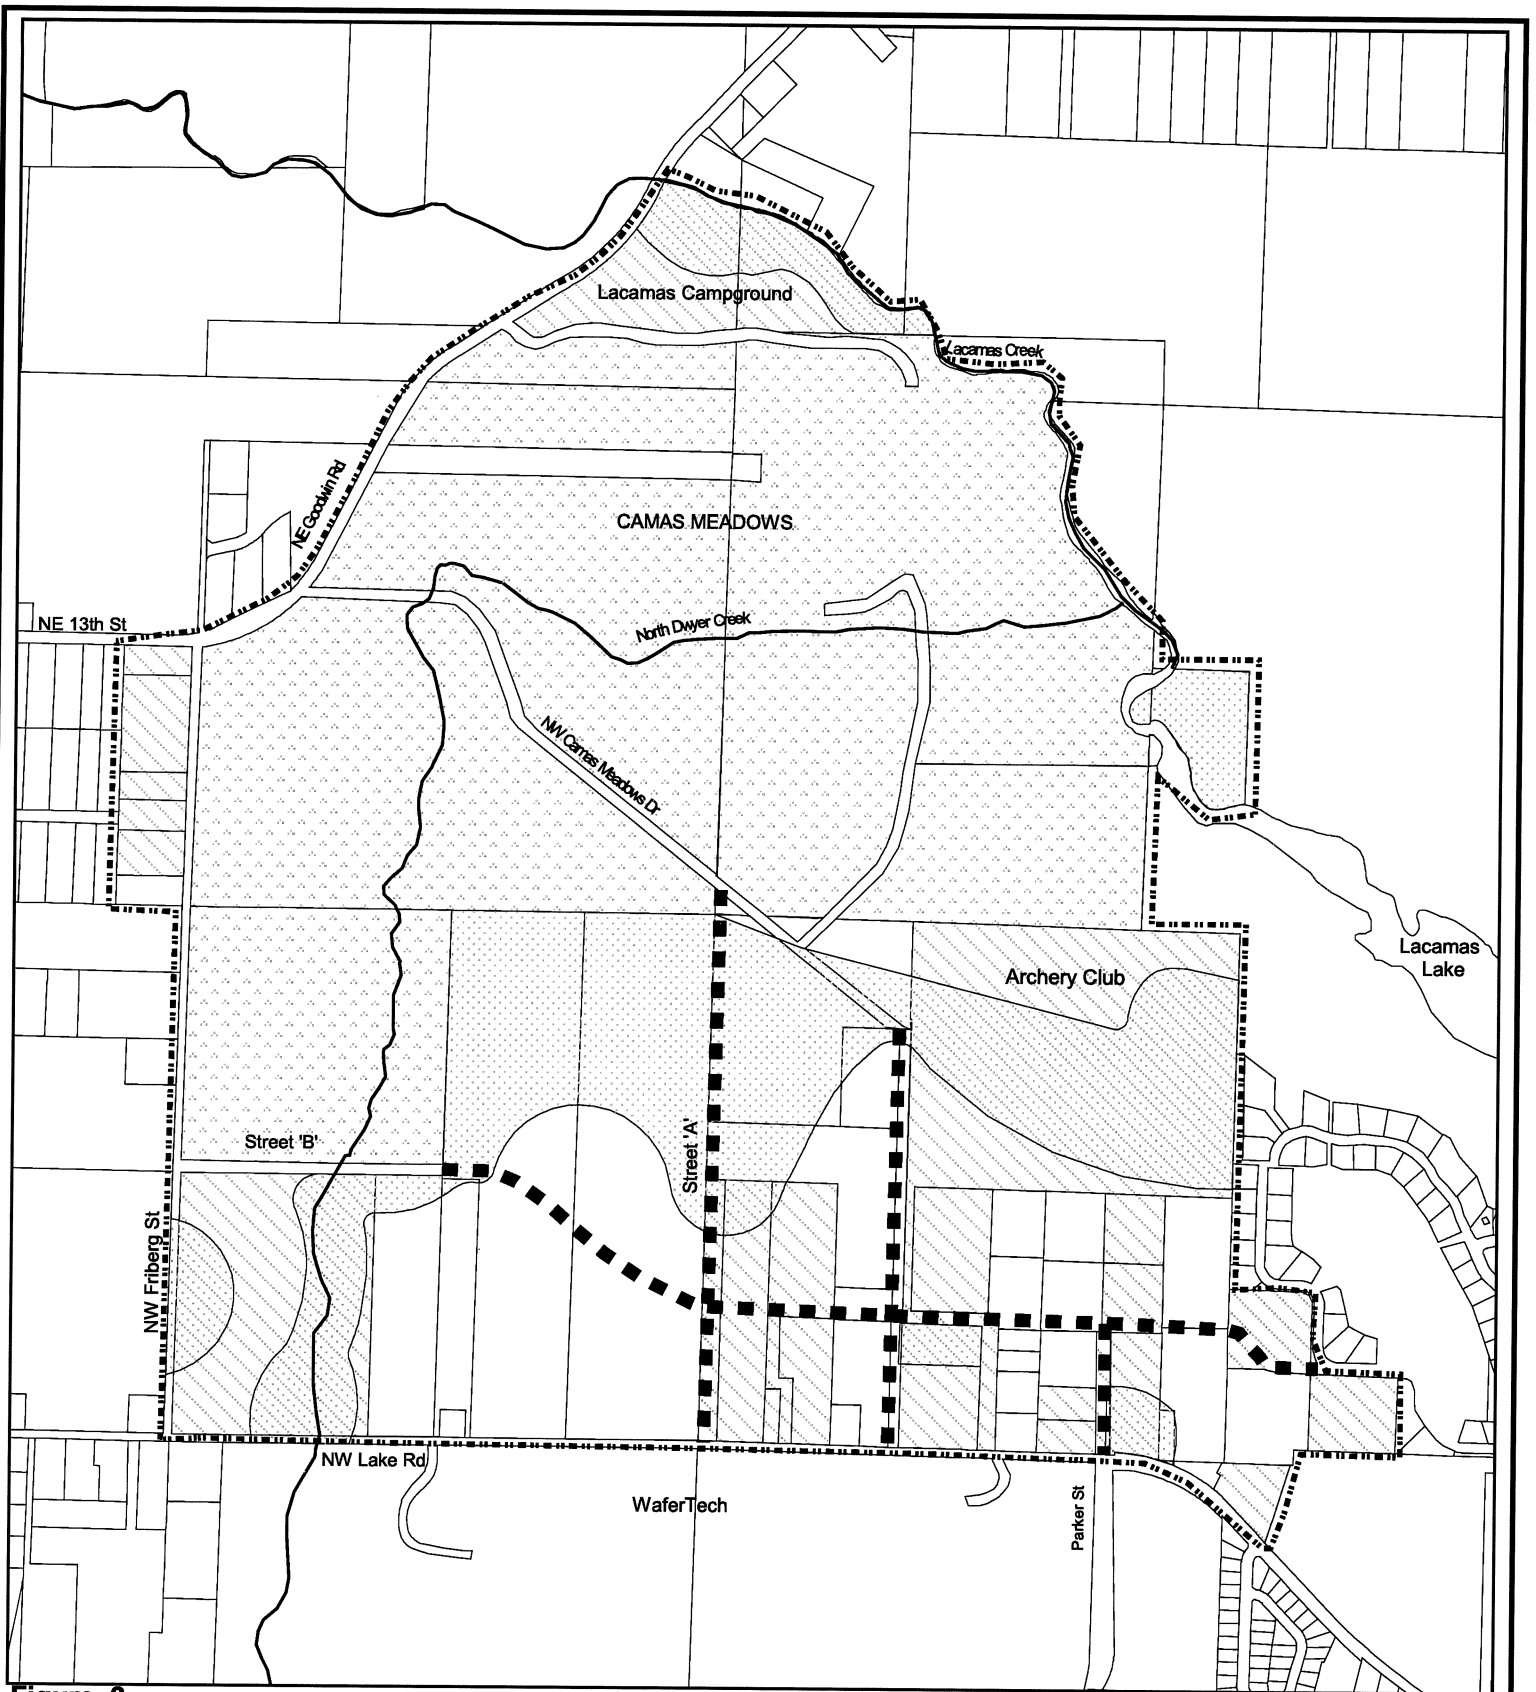 Lacamas Campground
Lacamas Creek
NE Goodwin Rd
CAMAS MEADOWS
NE 13th St
North Dwyer Creek
NW Camas Meadows Dr
Lacamas
Lake
Archery Club
Street 'B'
Street 'A'
NW Friberg St
NW Lake Rd
WaferTech
Parker St